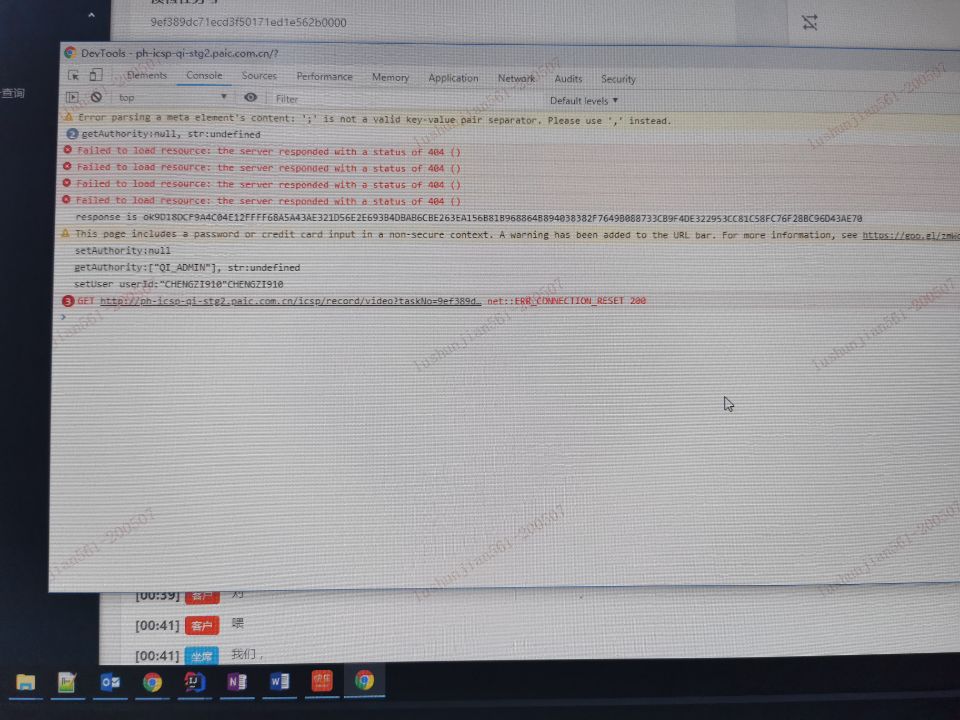 9ef389dc71ecd3f50171ed1e562b0000
DevTools - ph-icsp-qi-stg2.paic.com.cn/?
查询
Elements Console Sources Performance Memory Application Network Audits Security
top Filter Default levels ▼
Error parsing a meta element's content: ';' is not a valid key-value pair separator. Please use ',' instead.
2 getAuthority:null, str:undefined
Failed to load resource: the server responded with a status of 404 ()
Failed to load resource: the server responded with a status of 404 ()
Failed to load resource: the server responded with a status of 404 ()
Failed to load resource: the server responded with a status of 404 ()
response is
This page includes a password or credit card input in a non-secure context. A warning has been added to the URL bar. For more information, see
setAuthority:null
getAuthority:["QI_ADMIN"], str:undefined
setUser userId:"CHENGZI910"CHENGZI910
3 GET http://ph-icsp-qi-stg2.paic.com.cn/icsp/record/video?taskNo=9ef389d… net::ERR_CONNECTION_RESET 200
lushunjian561-200507
[00:39] 客户 对
[00:41] 客户 喂
[00:41] 坐席 我们，
快乐